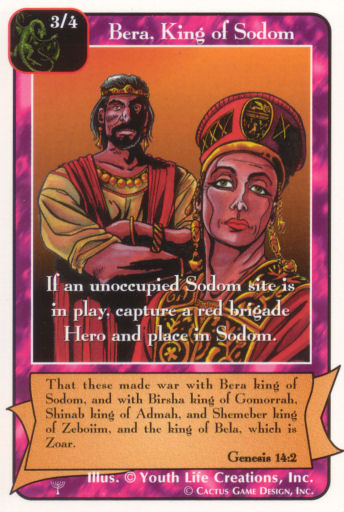 3/4
Bera, King of Sodom
If an unoccupied Sodom site is
in play, capture a red brigade
Hero and place in Sodom.
That these made war with Bera king of
Sodom, and with Birsha king of Gomorrah,
Shinab king of Admah, and Shemeber king
of Zeboiim, and the king of Bela, which is
Zoar.
Genesis 14:2
Illus. © Youth Life Creations, Inc.
© Cactus Game Design, Inc.